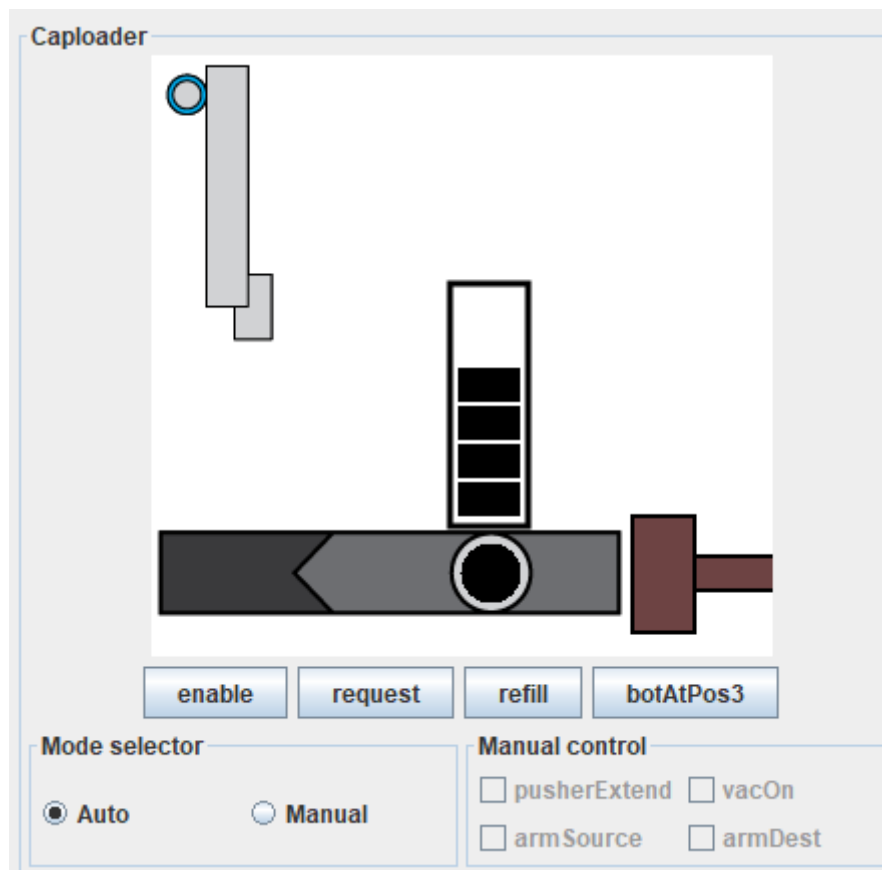 Caploader
enable request refill botAtPos3
Mode selector
Auto Manual
Manual control
pusherExtend vacOn
armSource armDest